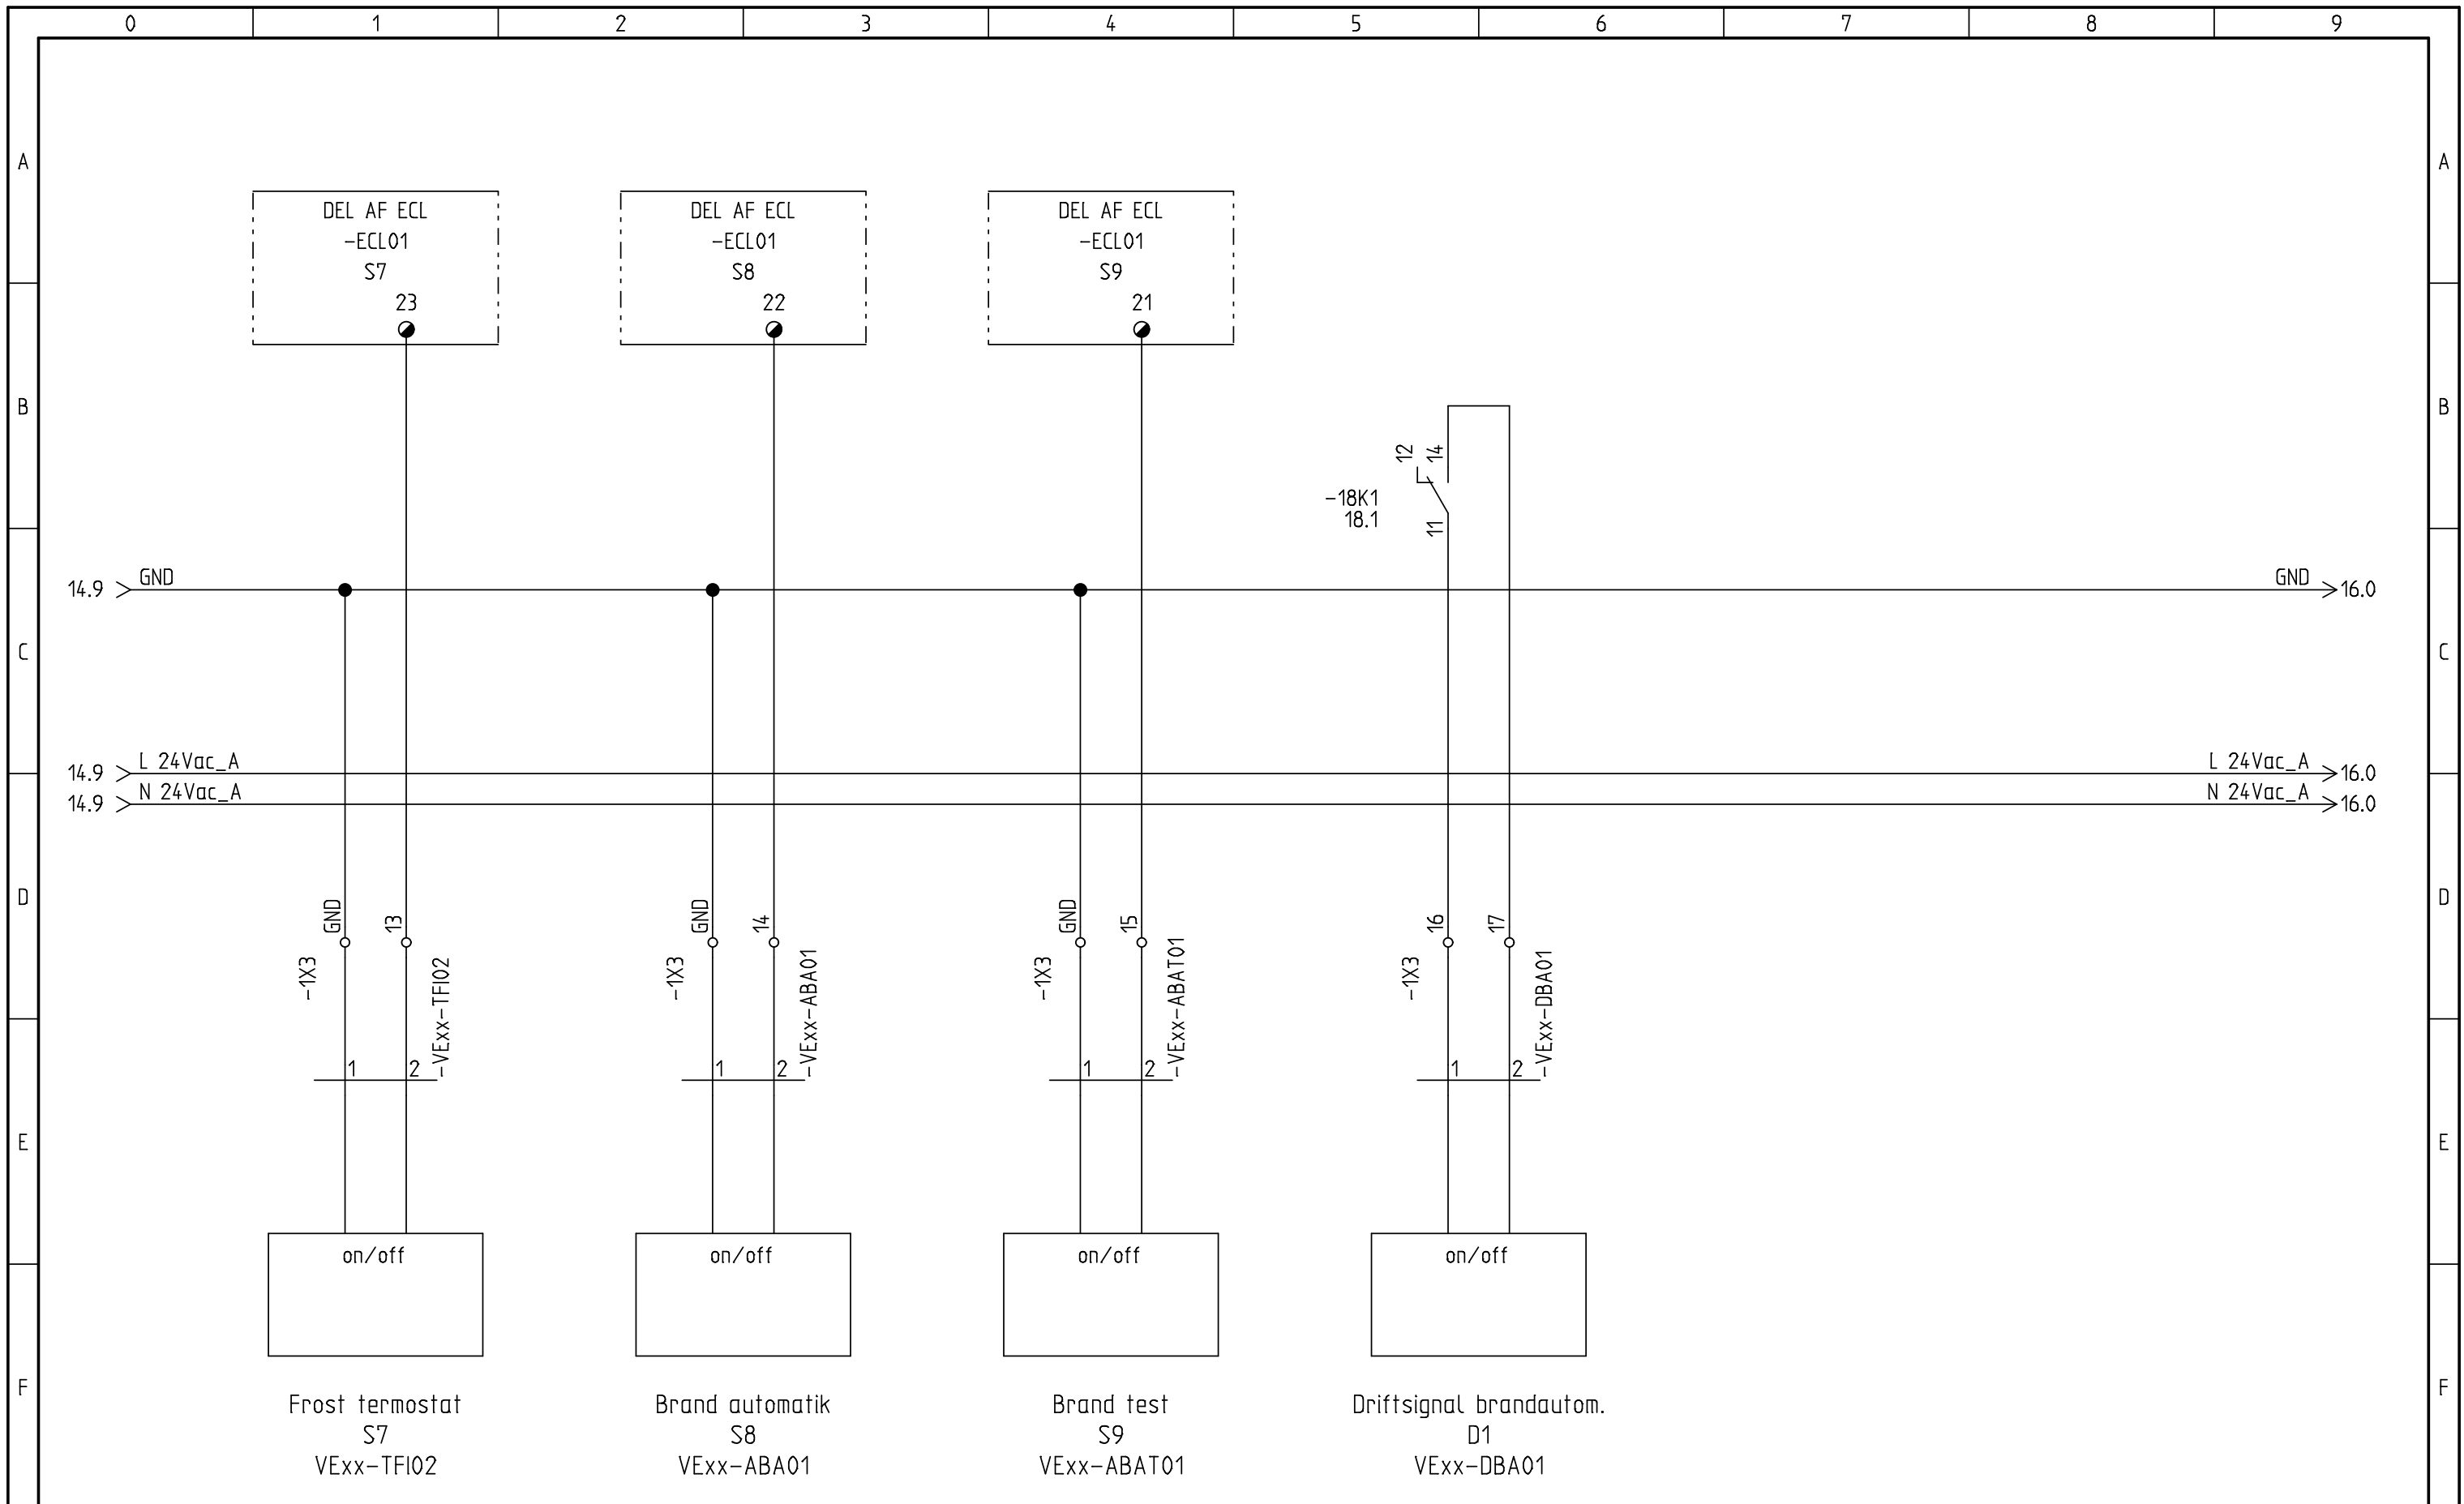 0 1 2 3 4 5 6 7 8 9
A A
DEL AF ECL DEL AF ECL DEL AF ECL
-ECL01 -ECL01 -ECL01
S7 S8 S9
23 22 21
B B
12 14
-18K1
18.1
11
14.9 GND GND 16.0
C C
14.9 L 24Vac_A L 24Vac_A 16.0
14.9 N 24Vac_A N 24Vac_A 16.0
D D
GND 13 GND 14 GND 15 16 17
-1X3 -VExx-TFI02 -1X3 -VExx-ABA01 -1X3 -VExx-ABAT01 -1X3 -VExx-DBA01
1 2 1 2 1 2 1 2
E E
on/off on/off on/off on/off
F F
Frost termostat Brand automatik Brand test Driftsignal brandautom.
S7 S8 S9 D1
VExx-TFI02 VExx-ABA01 VExx-ABAT01 VExx-DBA01